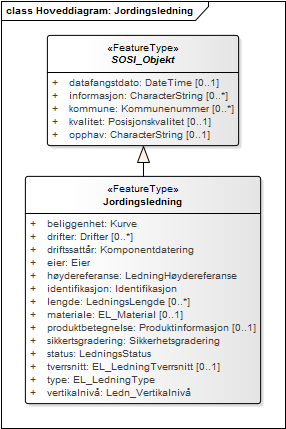 class Hoveddiagram: Jordingsledning
«FeatureType»
SOSI_Objekt
+ datafangstdato: DateTime [0..1]
+ informasjon: CharacterString [0..*]
+ kommune: Kommunenummer [0..*]
+ kvalitet: Posisjonskvalitet [0..1]
+ opphav: CharacterString [0..1]
«FeatureType»
Jordingsledning
+ beliggenhet: Kurve
+ drifter: Drifter [0..*]
+ driftssattår: Komponentdatering
+ eier: Eier
+ høydereferanse: LedningHøydereferanse
+ identifikasjon: Identifikasjon
+ lengde: LedningsLengde [0..*]
+ materiale: EL_Material [0..1]
+ produktbetegnelse: Produktinformasjon [0..1]
+ sikkertsgradering: Sikkerhetsgradering
+ status: LedningsStatus
+ tverrsnitt: EL_LedningTverrsnitt [0..1]
+ type: EL_LedningType
+ vertikalnivå: Ledn_Vertikalnivå